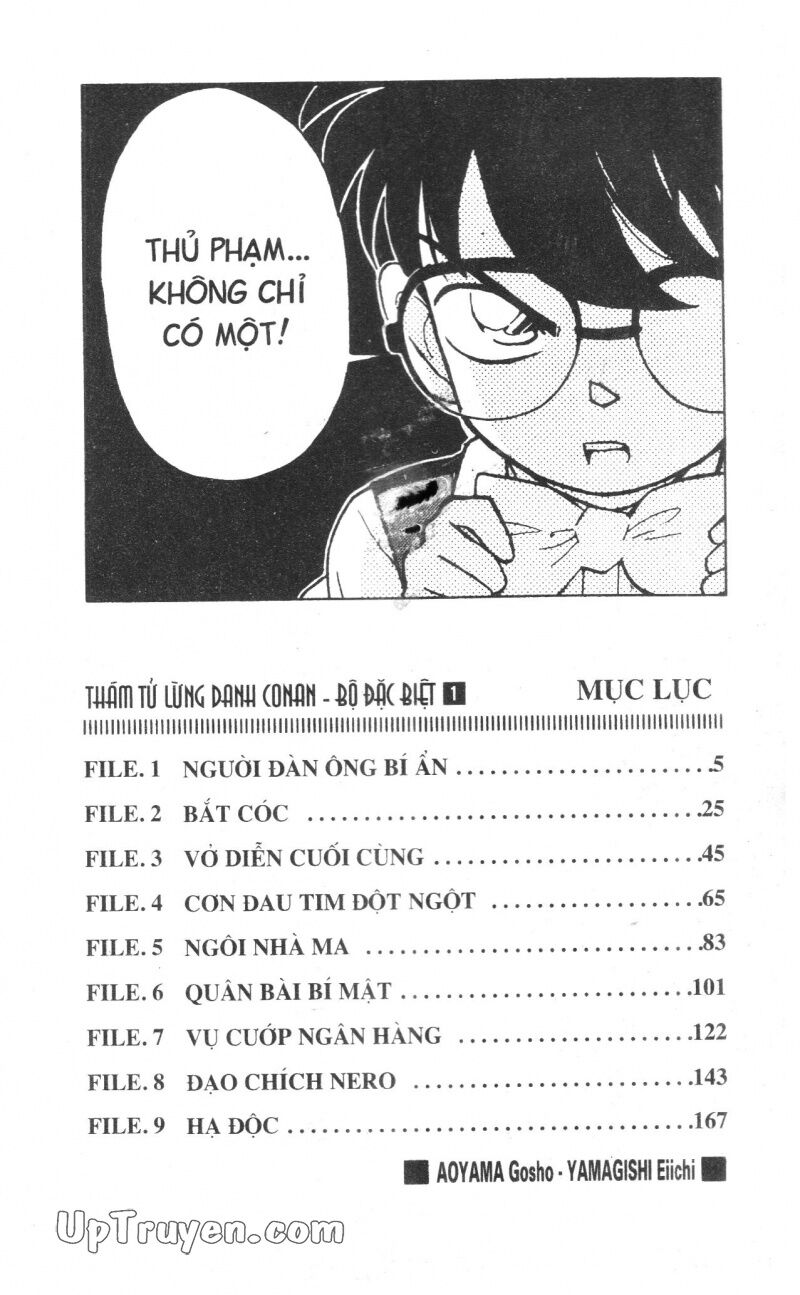 THỦ PHẠM...
KHÔNG CHỈ
CÓ MỘT!
THÁM TỬ LỪNG DANH CONAN - BỘ ĐẶC BIỆT 1 MỤC LỤC
FILE. 1 NGƯỜI ĐÀN ÔNG BÍ ẨN ........................5
FILE. 2 BẮT CÓC ..................................25
FILE. 3 VỞ DIỄN CUỐI CÙNG .......................45
FILE. 4 CƠN ĐAU TIM ĐỘT NGỘT ..................65
FILE. 5 NGÔI NHÀ MA .............................83
FILE. 6 QUÂN BÀI BÍ MẬT .........................101
FILE. 7 VỤ CƯỚP NGÂN HÀNG ....................122
FILE. 8 ĐẠO CHÍCH NERO .........................143
FILE. 9 HẠ ĐỘC ..................................167
AOYAMA Gosho - YAMAGISHI Eiichi
UpTruyen.com